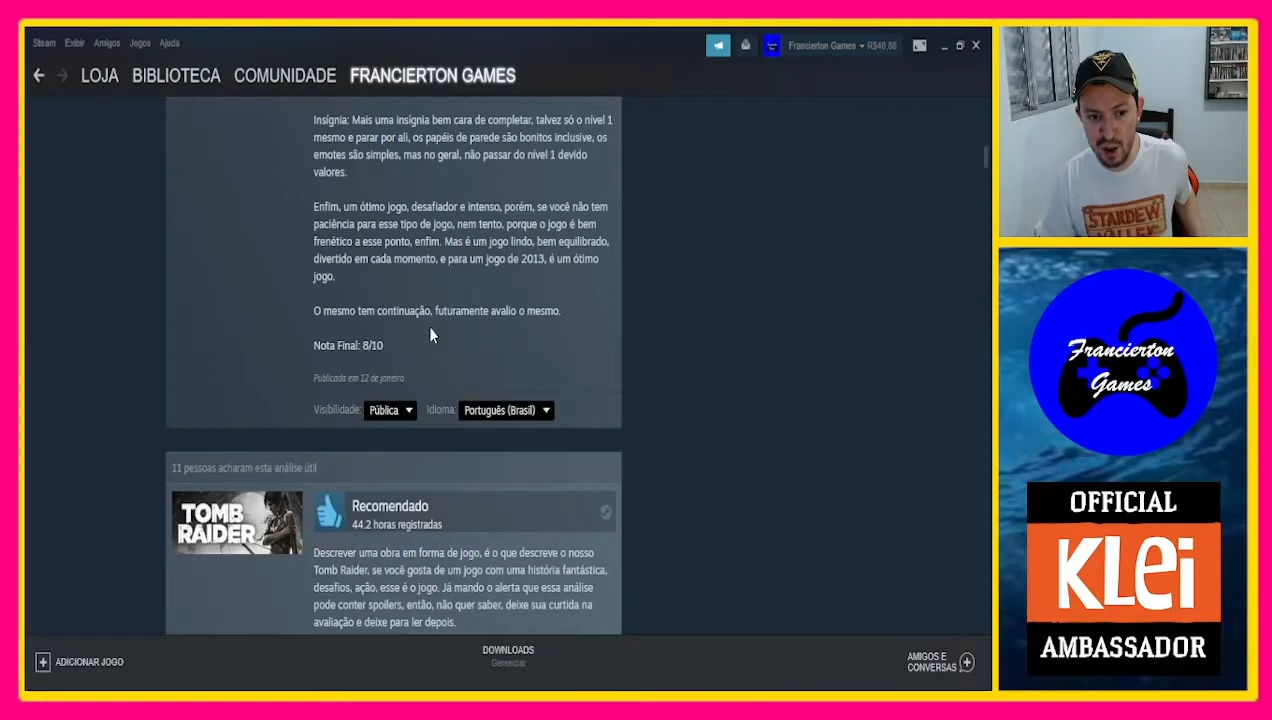 Steam Exibir Amigos Jogos Ajuda
Francierton Games R$40,88
LOJA BIBLIOTECA COMUNIDADE FRANCIERTON GAMES
Insígnia: Mais uma insignia bem cara de completar, talvez só o nível 1
mesmo e parar por ali, os papéis de parede são bonitos inclusive, os
emotes são simples, mas no geral, não passar do nível 1 devido
valores.
Enfim, um ótimo jogo, desafiador e intenso, porém, se você não tem
paciência para esse tipo de jogo, nem tento, porque o jogo é bem
frenético a esse ponto, enfim. Mas é um jogo lindo, bem equilibrado,
divertido em cada momento, e para um jogo de 2013, é um ótimo
jogo.
O mesmo tem continuação, futuramente avalio o mesmo.
Nota Final: 8/10
Publicada em 12 de janeiro.
Visibilidade: Pública Idioma: Português (Brasil)
11 pessoas acharam esta análise útil
TOMB
RAIDER
Recomendado
44.2 horas registradas
Descrever uma obra em forma de jogo, é o que descreve o nosso
Tomb Raider, se você gosta de um jogo com uma história fantástica,
desafios, ação, esse é o jogo. Já mando o alerta que essa análise
pode conter spoilers, então, não quer saber, deixe sua curtida na
avaliação e deixe para ler depois.
ADICIONAR JOGO
DOWNLOADS
Gerenciar
AMIGOS E
CONVERSAS
STARDEW
VALLEY
Francierton
Games
OFFICIAL
KLEi
AMBASSADOR